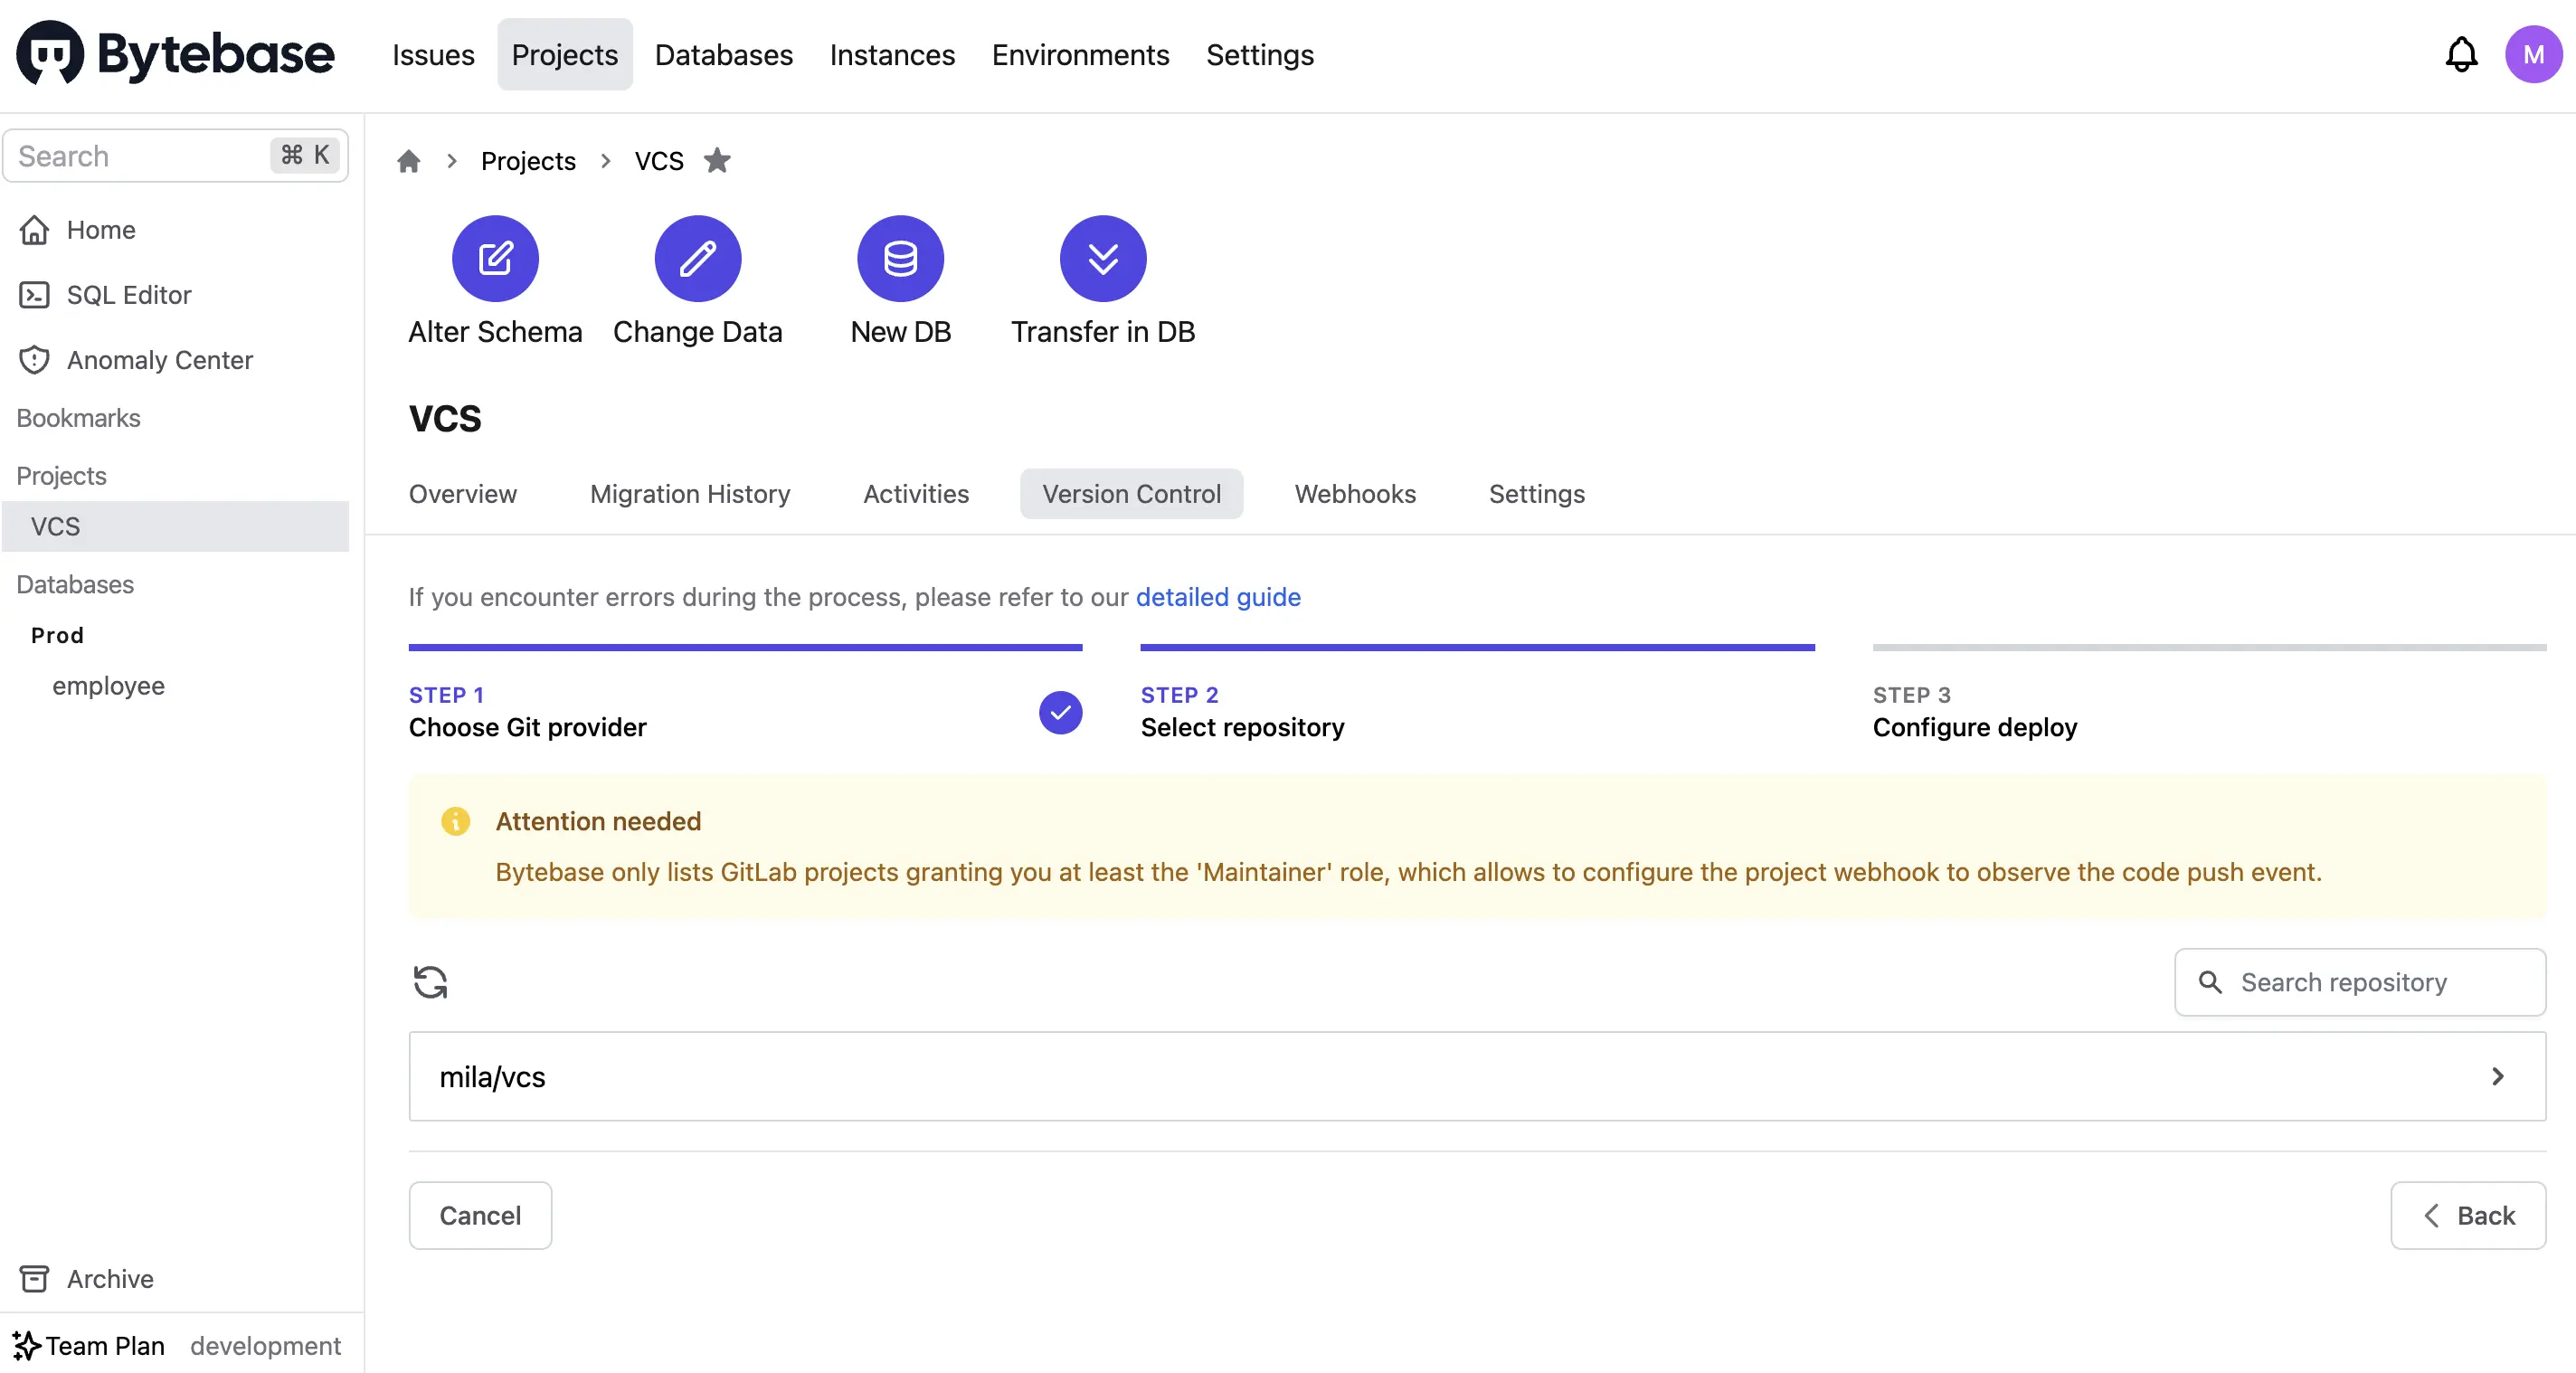 Bytebase
Issues Projects Databases Instances Environments Settings
M
Search ⌘ K
Home
SQL Editor
Anomaly Center
Bookmarks
Projects
VCS
Databases
Prod
employee
Archive
Team Plan development
Projects VCS
Alter Schema Change Data New DB Transfer in DB
VCS
Overview Migration History Activities Version Control Webhooks Settings
If you encounter errors during the process, please refer to our detailed guide
STEP 1
Choose Git provider
STEP 2
Select repository
STEP 3
Configure deploy
Attention needed
Bytebase only lists GitLab projects granting you at least the 'Maintainer' role, which allows to configure the project webhook to observe the code push event.
Search repository
mila/vcs
Cancel Back